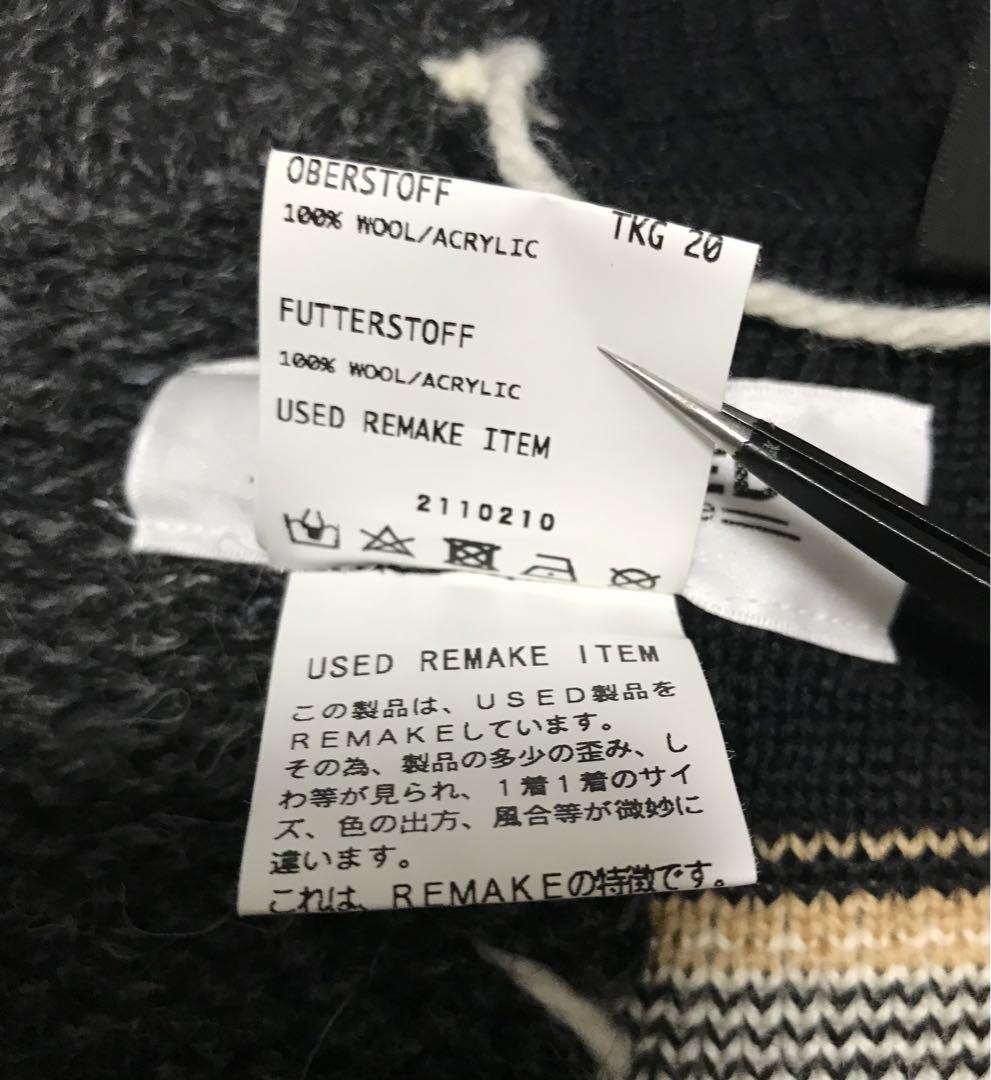 OBERSTOFF
100% WOOL/ACRYLIC
TKG 20
FUTTERSTOFF
100% WOOL/ACRYLIC
USED REMAKE ITEM
2110210
USED REMAKE ITEM
この製品は、USED製品を
REMAKEしています。
その為、製品の多少の歪み、し
わ等が見られ、1着1着のサイ
ズ、色の出方、風合等が微妙に
違います。
これは、REMAKEの特徴です。